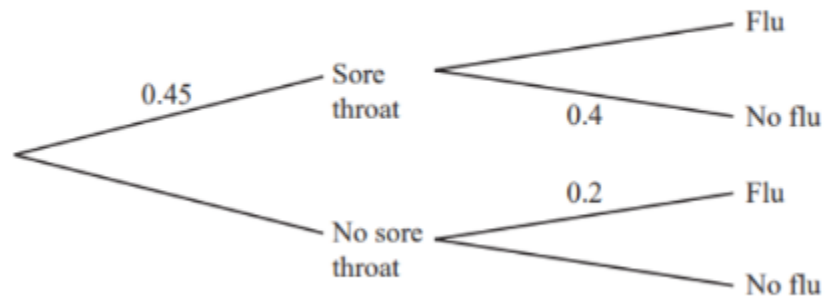 Flu
0.45
Sore
throat
0.4
No flu
0.2
Flu
No sore
throat
No flu